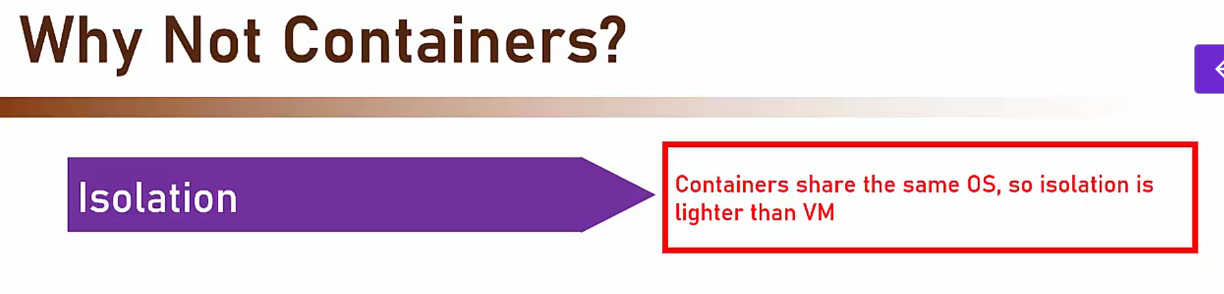 Why Not Containers?
Isolation
Containers share the same OS, so isolation is
lighter than VM